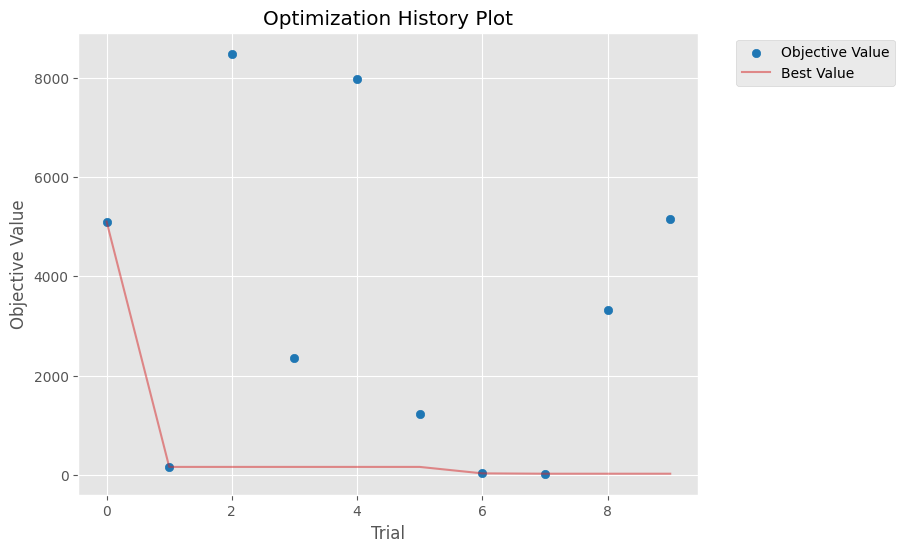 Optimization History Plot
Objective Value
Best Value
Objective Value
8000
6000
4000
2000
0
0 2 4 6 8
Trial